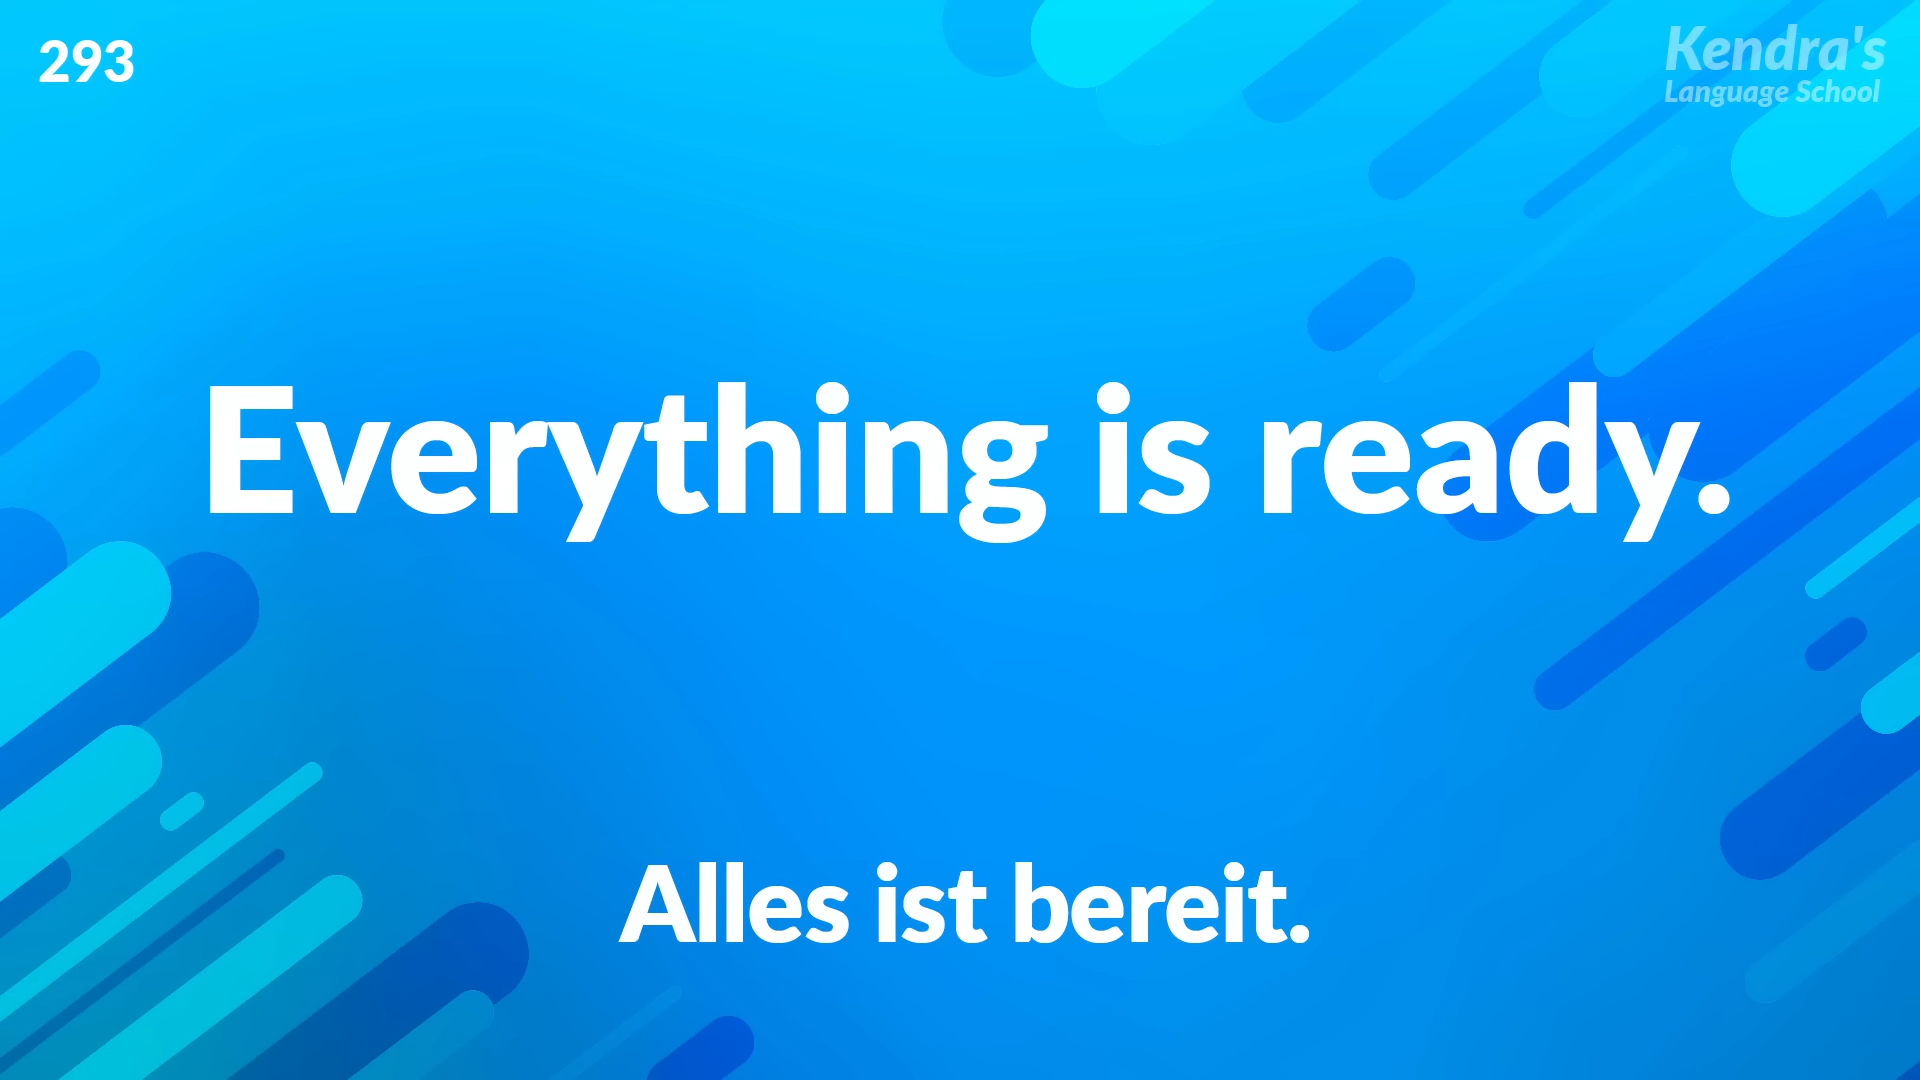 293
Kendra's
Language School
Everything is ready.
Alles ist bereit.